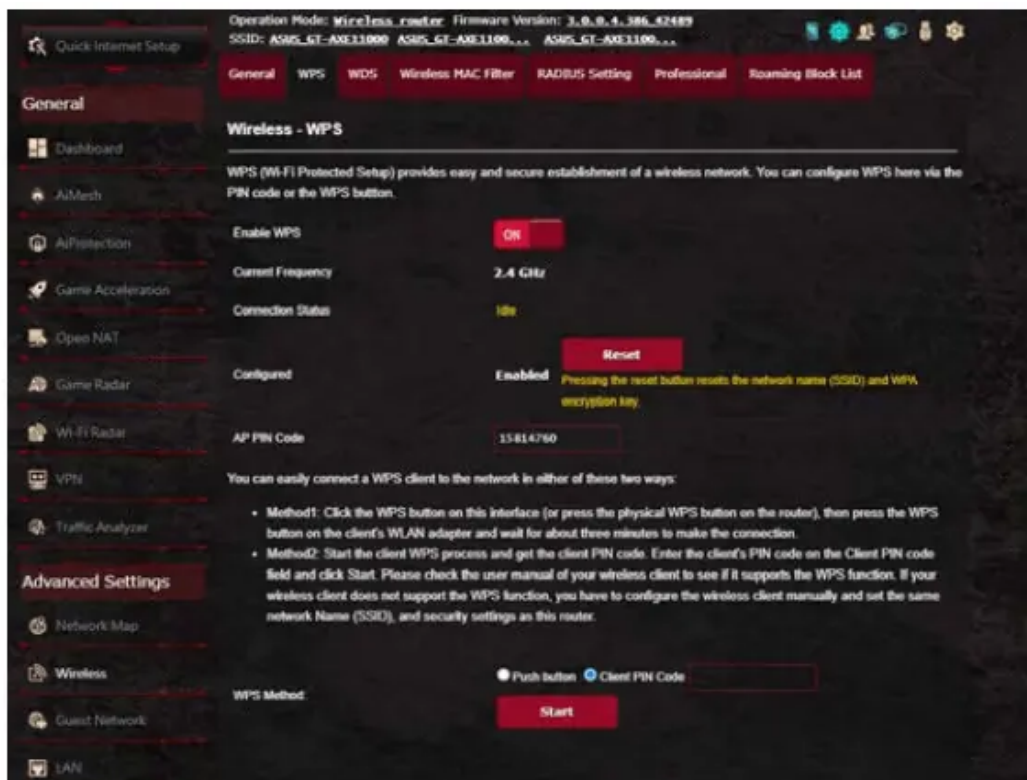 Operation Mode: Wireless router Firmware Version: 3.0.0.4.386_42489
SSID: ASUS_GT-AXE11000 ASUS_GT-AXE1100... ASUS_GT-AXE1100...
Quick Internet Setup
General WPS WDS Wireless MAC Filter RADIUS Setting Professional Roaming Block List
General
Dashboard
AiMesh
AiProtection
Game Acceleration
Open NAT
Game Radar
Wi-Fi Radar
VPN
Traffic Analyzer
Advanced Settings
Network Map
Wireless
Guest Network
LAN
Wireless - WPS
WPS (Wi-Fi Protected Setup) provides easy and secure establishment of a wireless network. You can configure WPS here via the
PIN code or the WPS buttton.
Enable WPS ON
Current Frequency 2.4 GHz
Connection Status Idle
Reset
Configured Enabled Pressing the reset button resets the network name (SSID) and WPA
encryption key.
AP PIN Code 15814760
You can easily connect a WPS client to the network in either of these two ways:
• Method1: Click the WPS button on this interface (or press the physical WPS button on the router), then press the WPS
button on the client's WLAN adapter and wait for about three minutes to make the connection.
• Method2: Start the client WPS process and get the client PIN code. Enter the client's PIN code on the Client PIN code
field and click Start. Please check the user manual of your wireless client to see if it supports the WPS function. If your
wireless client does not support the WPS function, you have to configure the wireless client manually and set the same
network Name (SSID), and security settings as this router.
Push button Client PIN Code
WPS Method:
Start